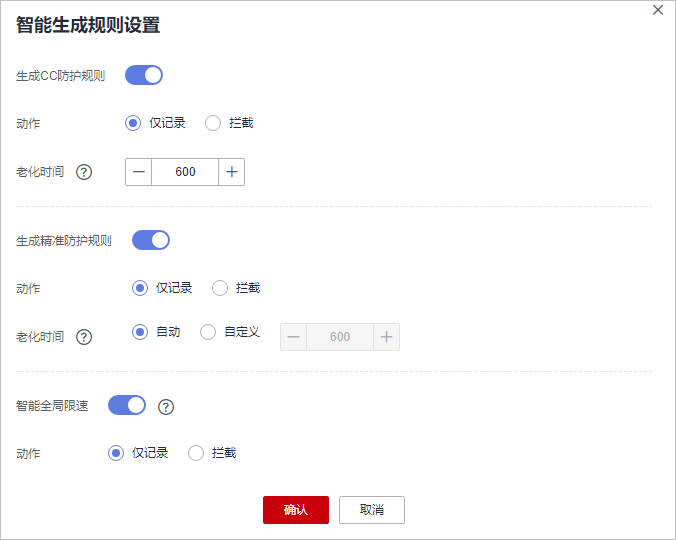 智能生成规则设置
生成CC防护规则
动作 仅记录 拦截
老化时间 ? 600
生成精准防护规则
动作 仅记录 拦截
老化时间 ? 自动 自定义 600
智能全局限速 ?
动作 仅记录 拦截
确认 取消